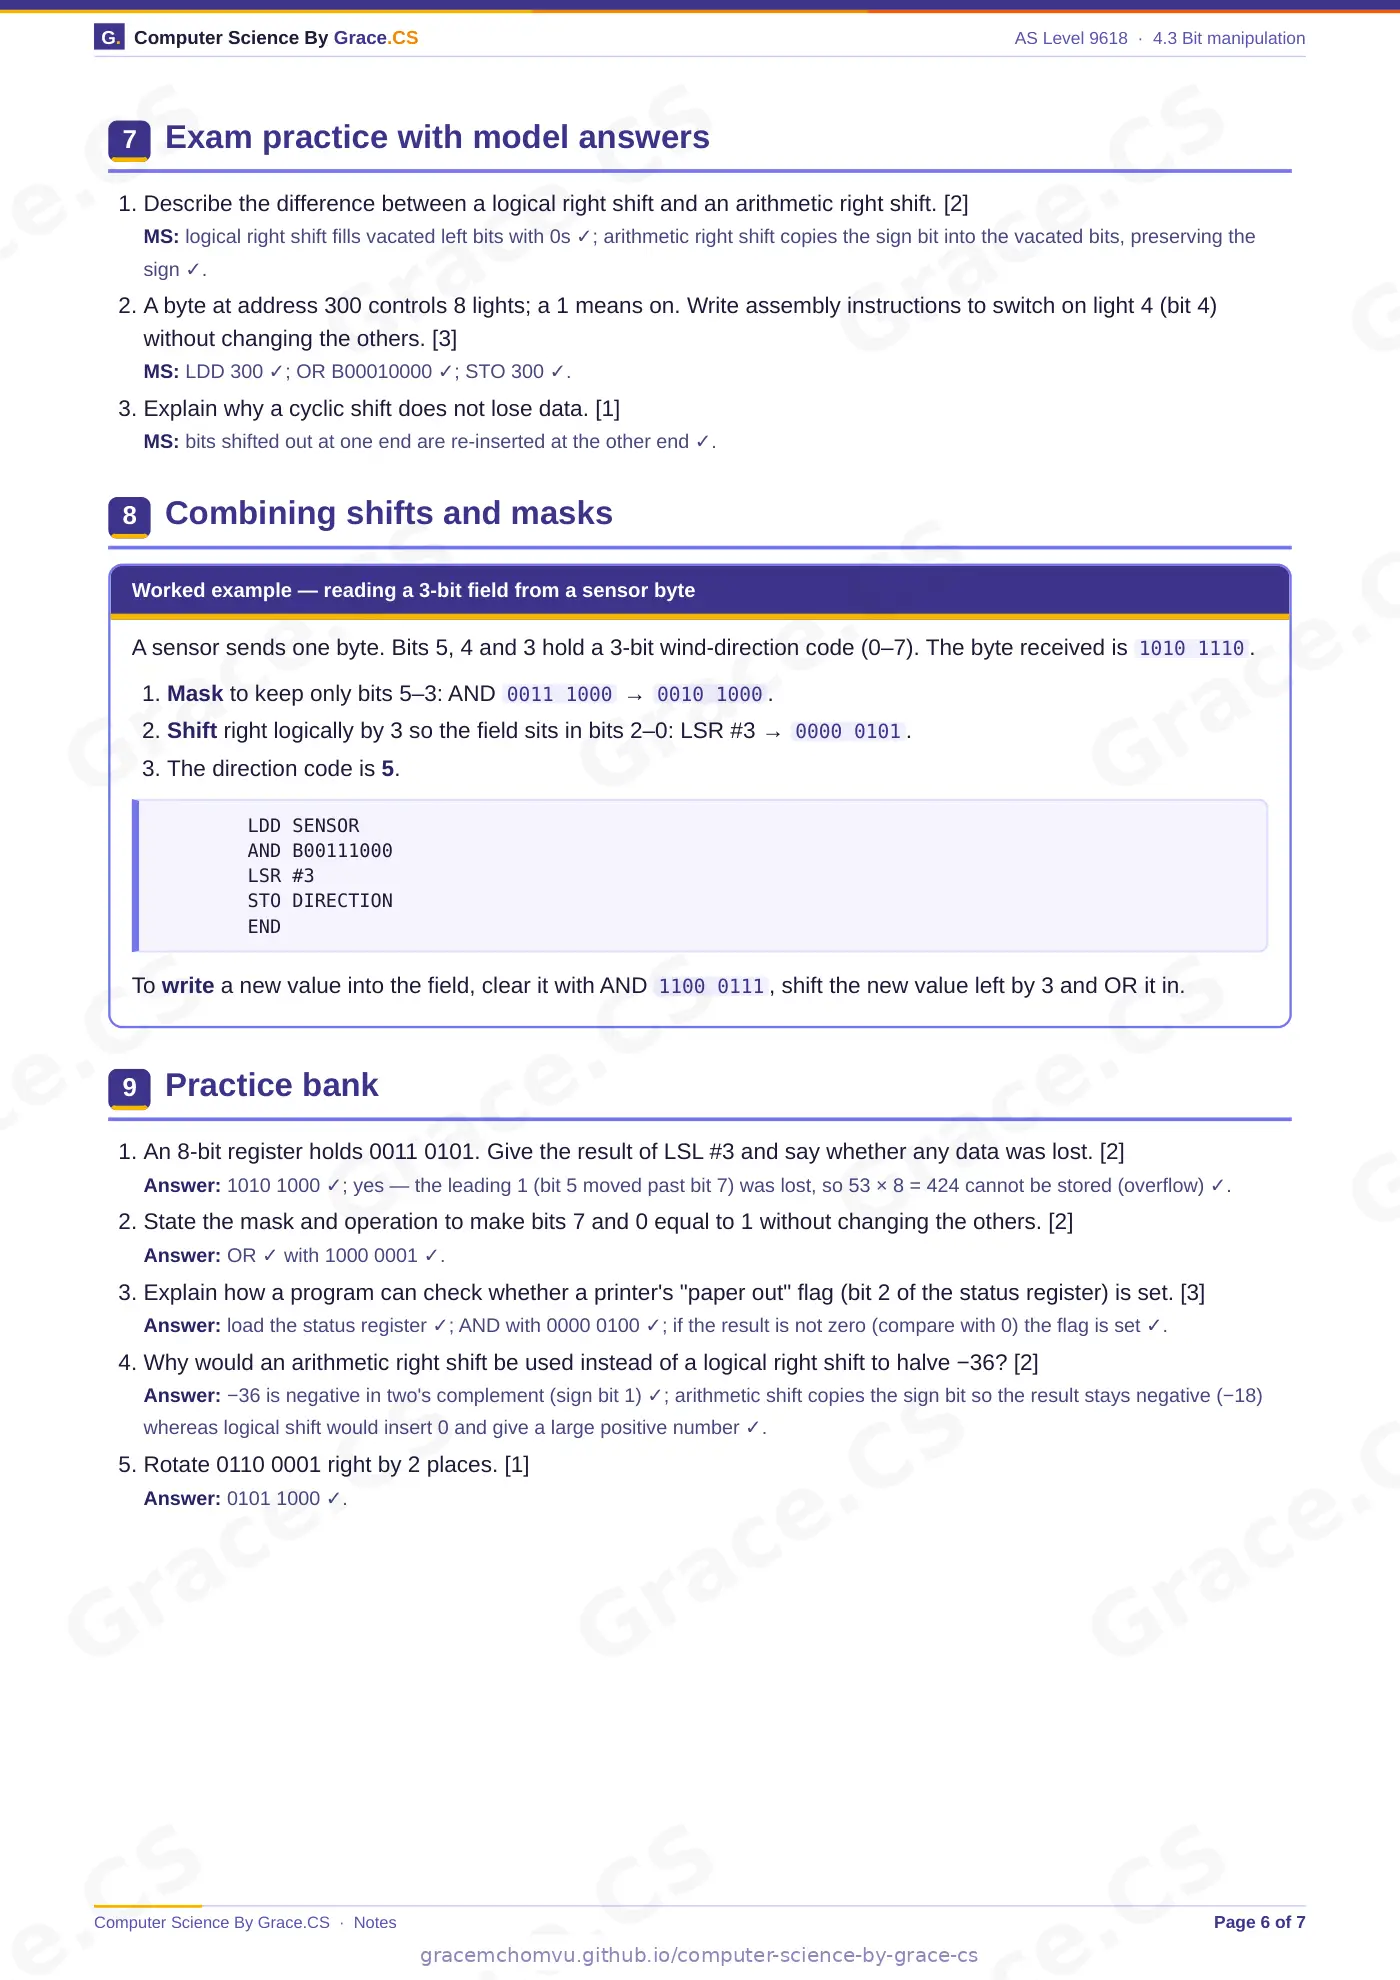 G. Computer Science By Grace.CS
AS Level 9618 · 4.3 Bit manipulation
7 Exam practice with model answers
1. Describe the difference between a logical right shift and an arithmetic right shift. [2]
MS: logical right shift fills vacated left bits with 0s ✓; arithmetic right shift copies the sign bit into the vacated bits, preserving the
sign ✓.
2. A byte at address 300 controls 8 lights; a 1 means on. Write assembly instructions to switch on light 4 (bit 4)
without changing the others. [3]
MS: LDD 300 ✓; OR B00010000 ✓; STO 300 ✓.
3. Explain why a cyclic shift does not lose data. [1]
MS: bits shifted out at one end are re-inserted at the other end ✓.
8 Combining shifts and masks
Worked example — reading a 3-bit field from a sensor byte
A sensor sends one byte. Bits 5, 4 and 3 hold a 3-bit wind-direction code (0–7). The byte received is 1010 1110.
1. Mask to keep only bits 5–3: AND 0011 1000 → 0010 1000.
2. Shift right logically by 3 so the field sits in bits 2–0: LSR #3 → 0000 0101.
3. The direction code is 5.
LDD SENSOR
AND B00111000
LSR #3
STO DIRECTION
END
To write a new value into the field, clear it with AND 1100 0111, shift the new value left by 3 and OR it in.
9 Practice bank
1. An 8-bit register holds 0011 0101. Give the result of LSL #3 and say whether any data was lost. [2]
Answer: 1010 1000 ✓; yes — the leading 1 (bit 5 moved past bit 7) was lost, so 53 × 8 = 424 cannot be stored (overflow) ✓.
2. State the mask and operation to make bits 7 and 0 equal to 1 without changing the others. [2]
Answer: OR ✓ with 1000 0001 ✓.
3. Explain how a program can check whether a printer's "paper out" flag (bit 2 of the status register) is set. [3]
Answer: load the status register ✓; AND with 0000 0100 ✓; if the result is not zero (compare with 0) the flag is set ✓.
4. Why would an arithmetic right shift be used instead of a logical right shift to halve −36? [2]
Answer: −36 is negative in two's complement (sign bit 1) ✓; arithmetic shift copies the sign bit so the result stays negative (−18)
whereas logical shift would insert 0 and give a large positive number ✓.
5. Rotate 0110 0001 right by 2 places. [1]
Answer: 0101 1000 ✓.
Computer Science By Grace.CS · Notes
Page 6 of 7
gracemchomvu.github.io/computer-science-by-grace-cs